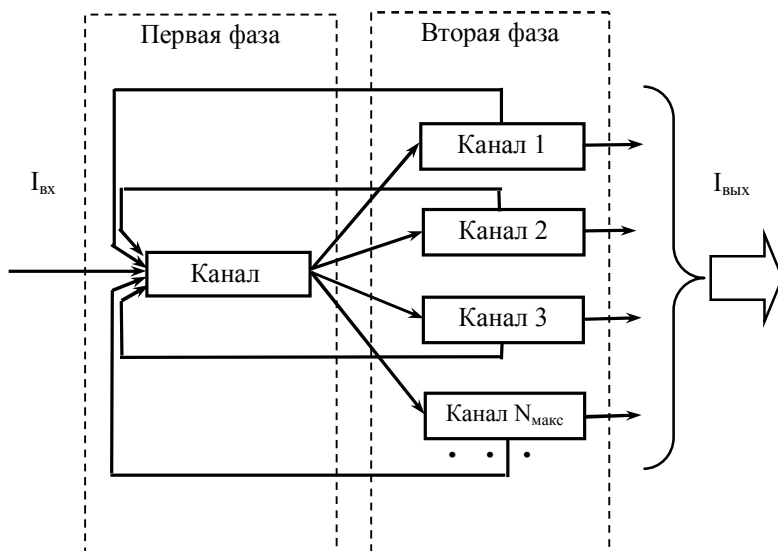 Первая фаза
Вторая фаза
Iвх
Канал
Канал 1
Канал 2
Канал 3
Канал Nмакс
. . .
Iвых